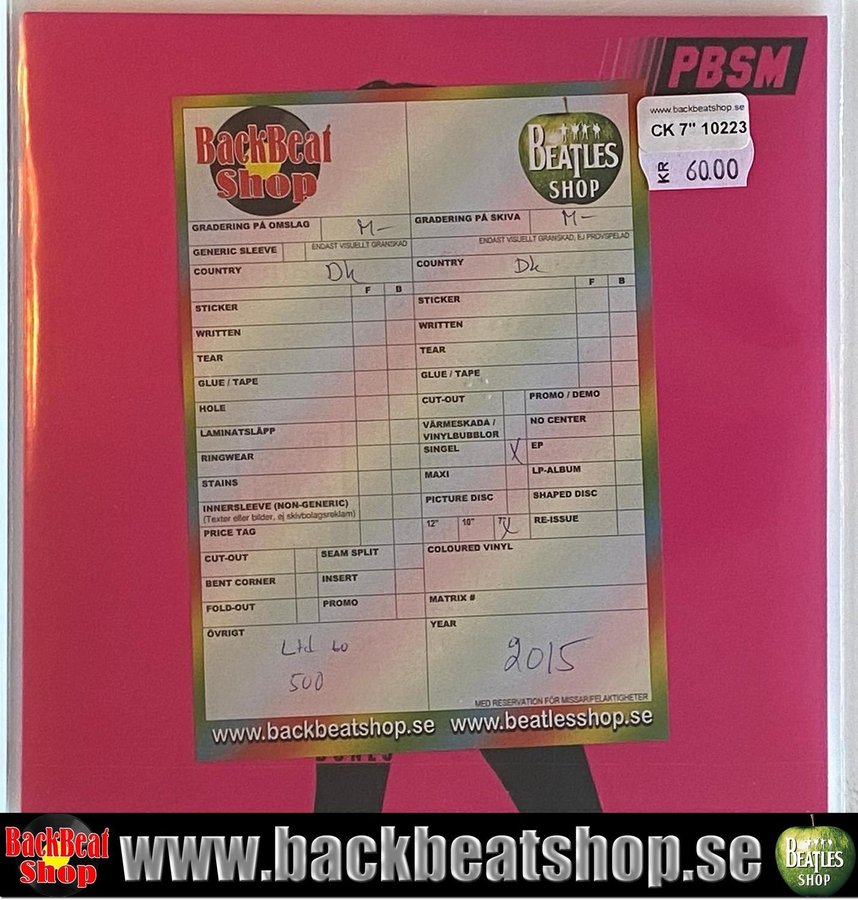 PBSM
www.backbeatshop.se
CK 7" 10223
KR 60.00
BackBeat
Shop
BEATLES
SHOP
GRADERING PÅ OMSLAG M-
GENERIC SLEEVE
ENDAST VISUELLT GRANSKAD
COUNTRY Dk
F B
STICKER
WRITTEN
TEAR
GLUE / TAPE
HOLE
LAMINATSLÄPP
RINGWEAR
STAINS
INNERSLEEVE (NON-GENERIC)
(Texter eller bilder, ej skivbolagsreklam)
PRICE TAG
CUT-OUT SEAM SPLIT
BENT CORNER INSERT
FOLD-OUT PROMO
ÖVRIGT
Ltd to
500
GRADERING PÅ SKIVA M-
ENDAST VISUELLT GRANSKAD, EJ PROVSPELAD
COUNTRY Dk
F B
STICKER
WRITTEN
TEAR
GLUE / TAPE
CUT-OUT PROMO / DEMO
VÄRMESKADA /
VINYLBUBBLOR NO CENTER
SINGEL X EP
MAXI LP-ALBUM
PICTURE DISC SHAPED DISC
12" 10" 7" X RE-ISSUE
COLOURED VINYL
MATRIX #
YEAR
2015
MED RESERVATION FÖR MISSAR/FELAKTIGHETER
www.backbeatshop.se www.beatlesshop.se
BackBeat
Shop
www.backbeatshop.se
BEATLES
SHOP